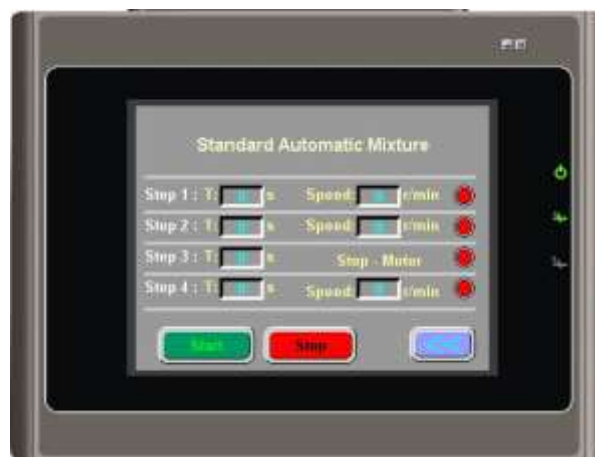 Standard Automatic Mixture
Step 1 : T: s Speed: r/min
Step 2 : T: s Speed: r/min
Step 3 : T: s Stop - Motor
Step 4 : T: s Speed: r/min
Start Stop